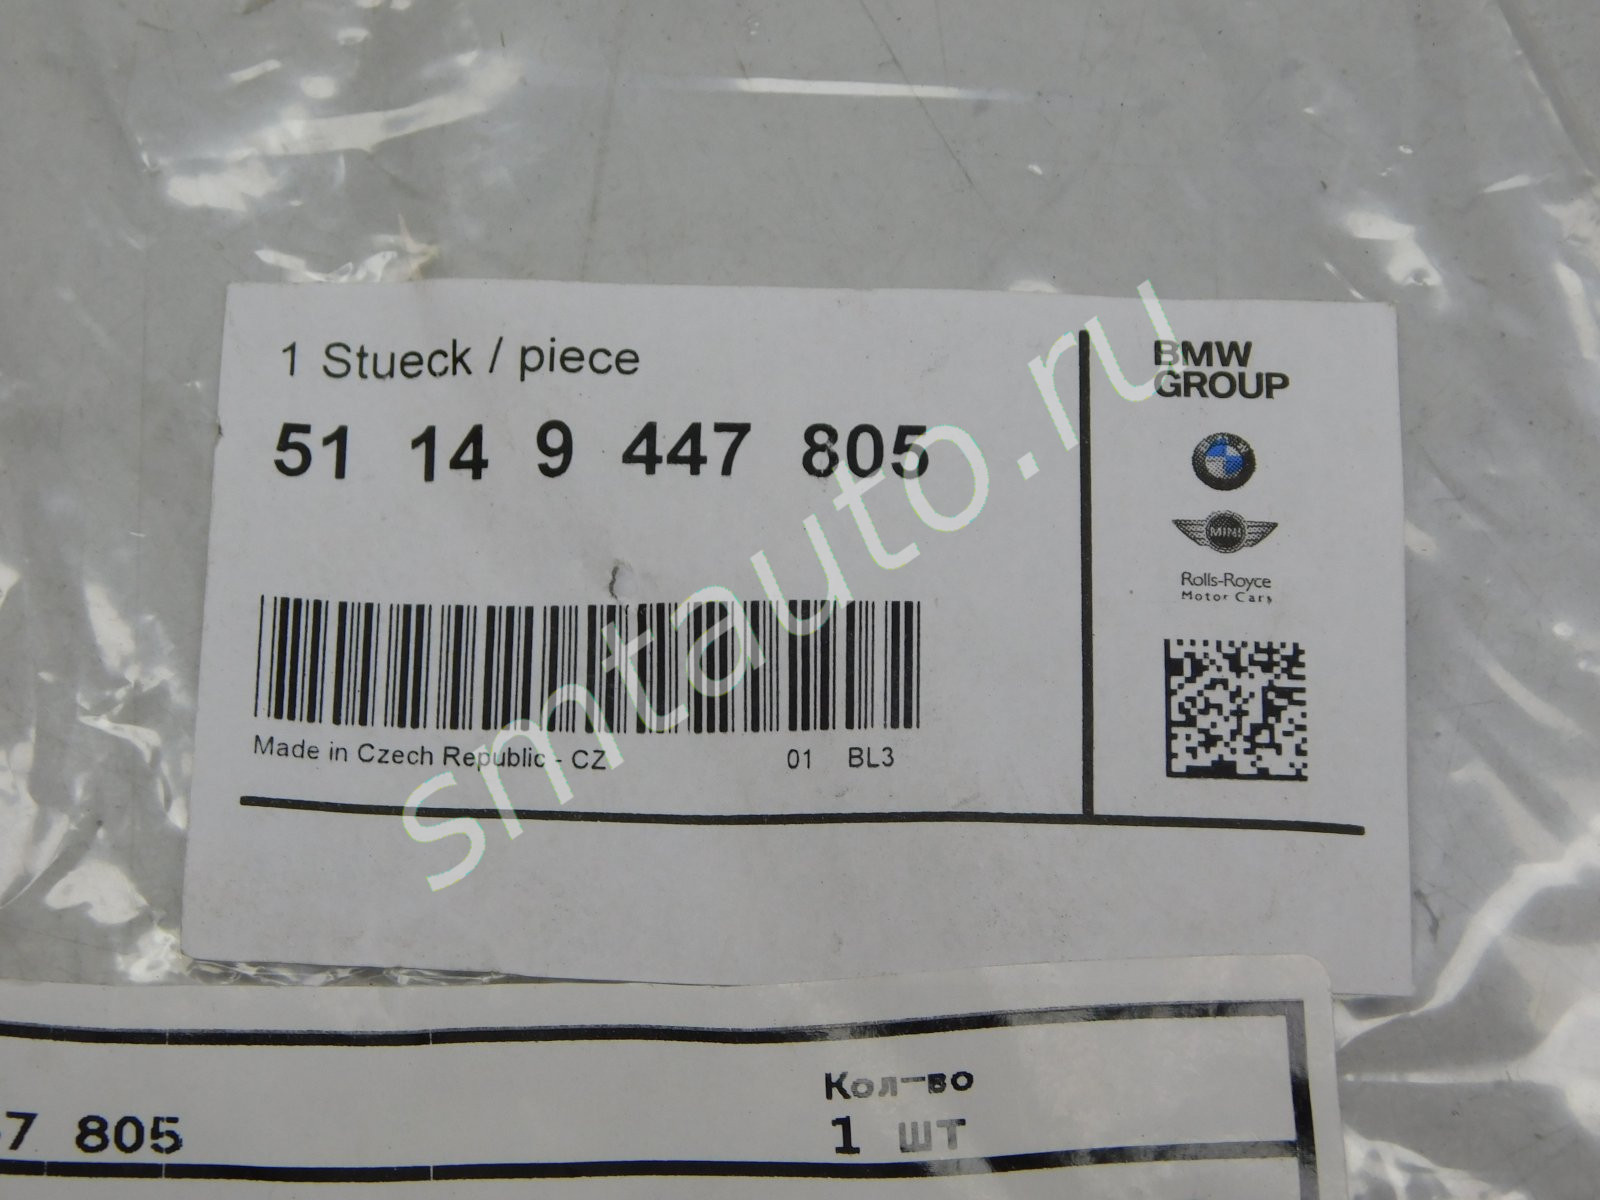 1 Stueck / piece
51 14 9 447 805
Made in Czech Republic - CZ 01 BL3
BMW
GROUP
MINI
Rolls-Royce
Motor Cars
smtauto.ru
Кол-во
7 805
1 шт